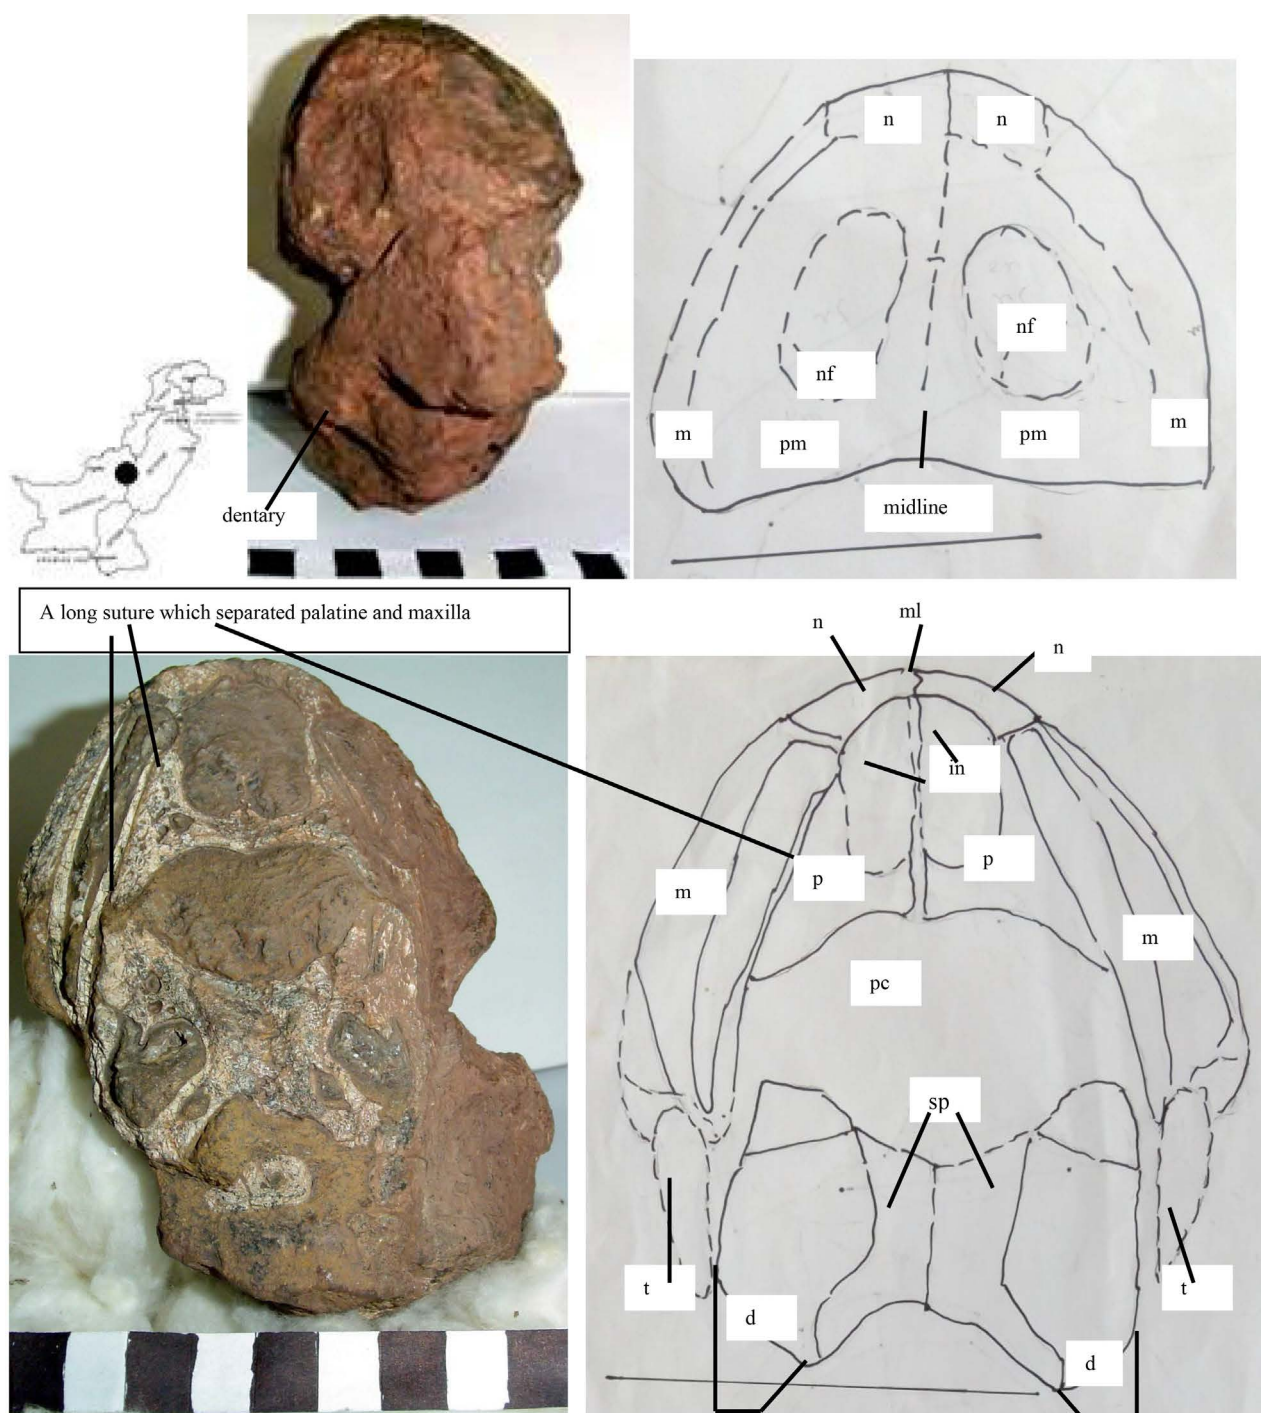 n
n
nf
nf
m
pm
pm
m
dentary
midline
A long suture which separated palatine and maxilla
n
ml
n
in
m
p
p
m
pc
sp
t
t
d
d